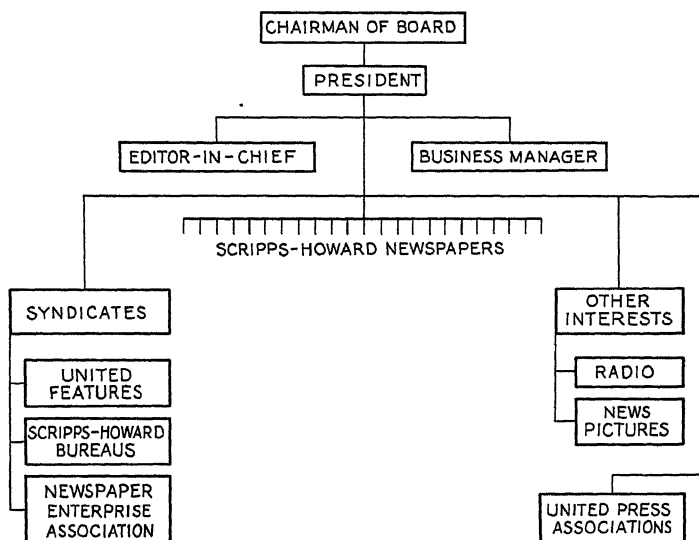 CHAIRMAN OF BOARD
PRESIDENT
EDITOR-IN-CHIEF
BUSINESS MANAGER
SCRIPPS-HOWARD NEWSPAPERS
SYNDICATES
UNITED
FEATURES
SCRIPPS-HOWARD
BUREAUS
NEWSPAPER
ENTERPRISE
ASSOCIATION
OTHER
INTERESTS
RADIO
NEWS
PICTURES
UNITED PRESS
ASSOCIATIONS